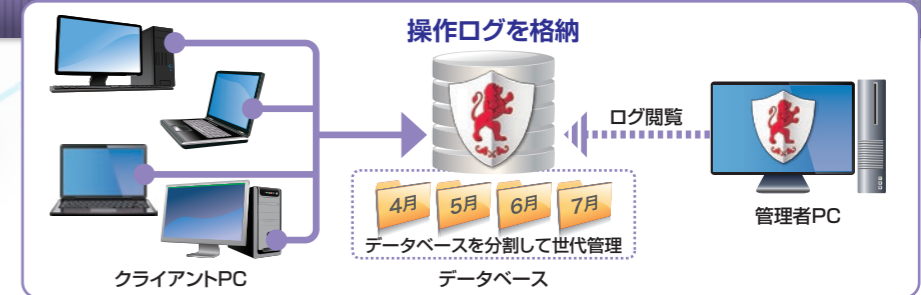 操作ログを格納
ログ閲覧
4月 5月 6月 7月
データベースを分割して世代管理
クライアントPC
データベース
管理者PC